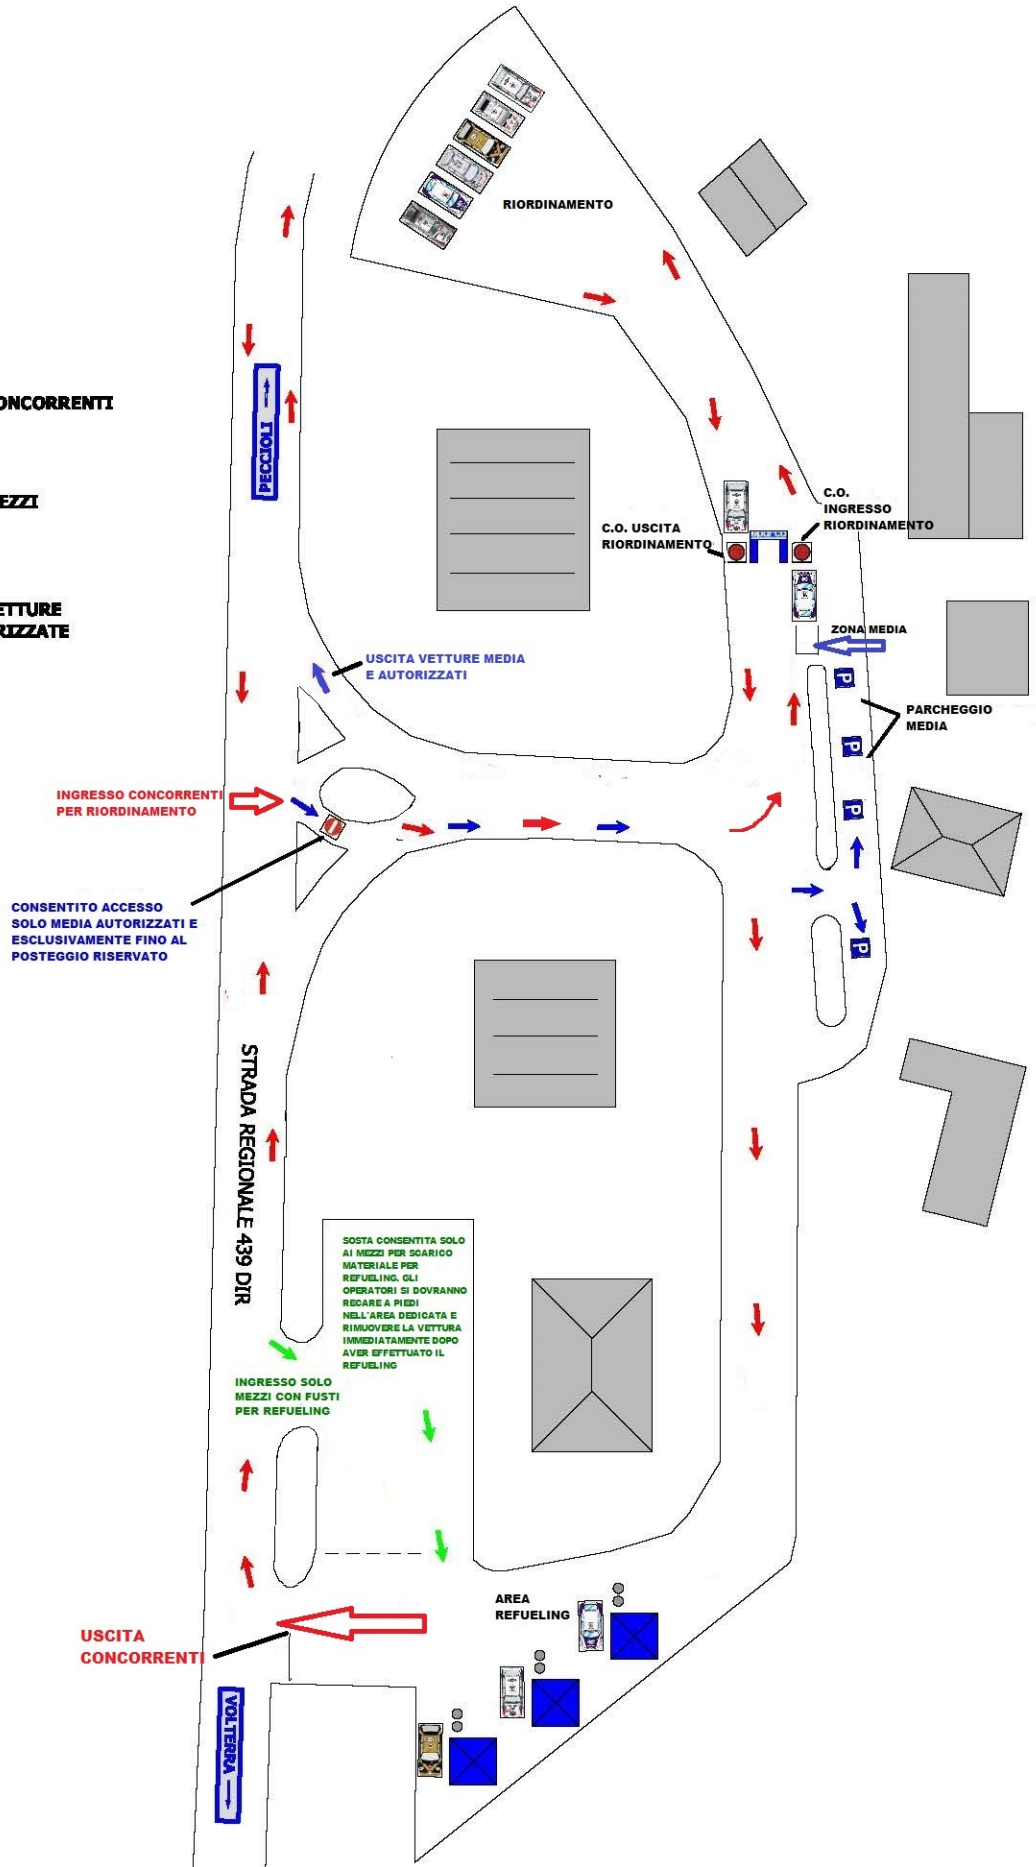 RIORDINAMENTO
PECCIOLI
ONCORRENTI
EZZI
ETTURE
RIZZATE
C.O. USCITA
RIORDINAMENTO
C.O.
INGRESSO
RIORDINAMENTO
ZONA MEDIA
USCITA VETTURE MEDIA
E AUTORIZZATI
P
PARCHEGGIO
MEDIA
P
P
P
INGRESSO CONCORRENTI
PER RIORDINAMENTO
CONSENTITO ACCESSO
SOLO MEDIA AUTORIZZATI E
ESCLUSIVAMENTE FINO AL
POSTEGGIO RISERVATO
STRADA REGIONALE 439 DIR
SOSTA CONSENTITA SOLO
AI MEZZI PER SCARICO
MATERIALE PER
REFUELING. GLI
OPERATORI SI DOVRANNO
RECARE A PIEDI
NELL'AREA DEDICATA E
RIMUOVERE LA VETTURA
IMMEDIATAMENTE DOPO
AVER EFFETTUATO IL
REFUELING
INGRESSO SOLO
MEZZI CON FUSTI
PER REFUELING
AREA
REFUELING
USCITA
CONCORRENTI
VOLTERRA